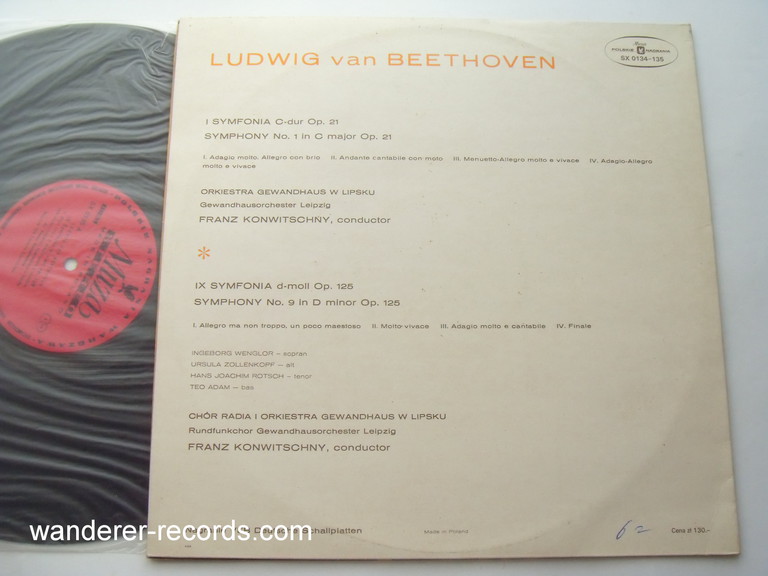 LUDWIG van BEETHOVEN
POLSKIE NAGRANIA
SX 0134-135
I SYMFONIA C-dur Op. 21
SYMPHONY No. 1 in C major Op. 21
I. Adagio molto, Allegro con brio II. Andante cantabile con moto III. Menuetto-Allegro molto e vivace IV. Adagio-Allegro
molto e vivace
ORKIESTRA GEWANDHAUS W LIPSKU
Gewandhausorchester Leipzig
FRANZ KONWITSCHNY, conductor
*
IX SYMFONIA d-moll Op. 125
SYMPHONY No. 9 in D minor Op. 125
I. Allegro ma non troppo, un poco maestoso II. Molto vivace III. Adagio molto e cantabile IV. Finale
INGEBORG WENGLOR — sopran
URSULA ZOLLENKOPF — alt
HANS JOACHIM ROTSCH — tenor
TEO ADAM — bas
CHÓR RADIA I ORKIESTRA GEWANDHAUS W LIPSKU
Rundfunkchor Gewandhausorchester Leipzig
FRANZ KONWITSCHNY, conductor
Deutsche Schallplatten
Made in Poland
Cena zł 130.-
Muza
wanderer-records.com